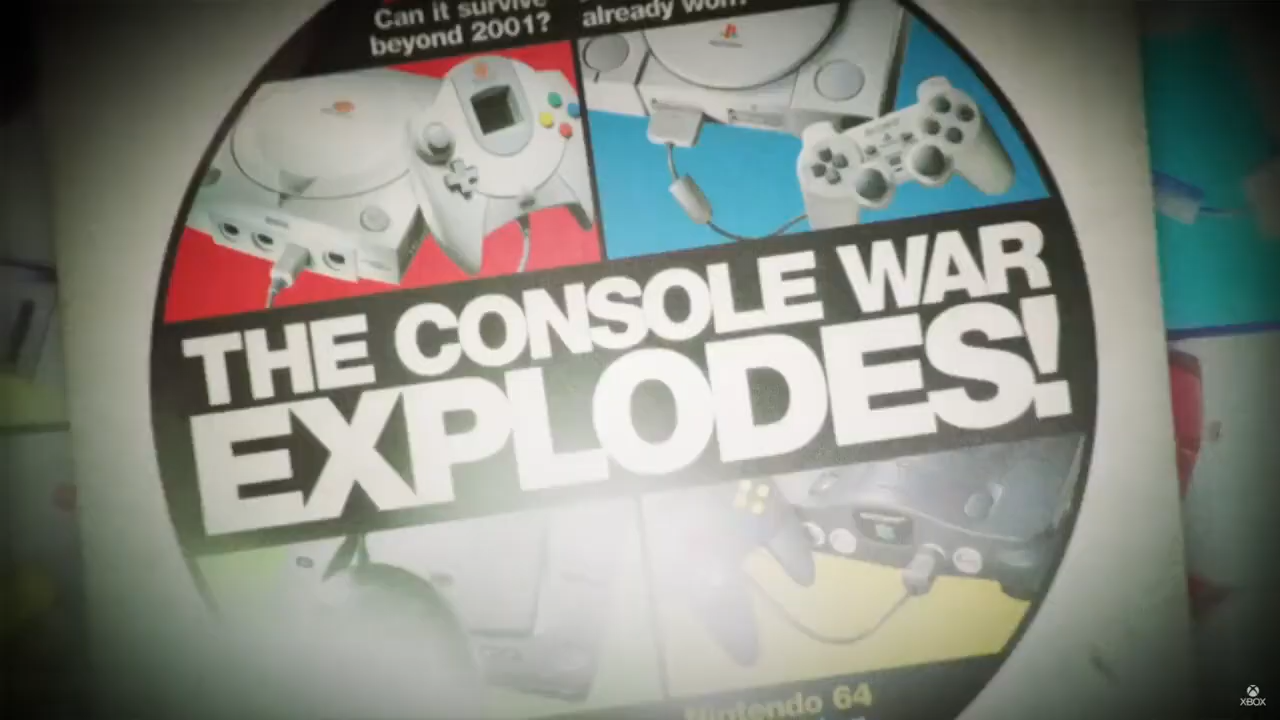 Can it survive
beyond 2001?
already won?
THE CONSOLE WAR
EXPLODES!
Nintendo 64
XBOX